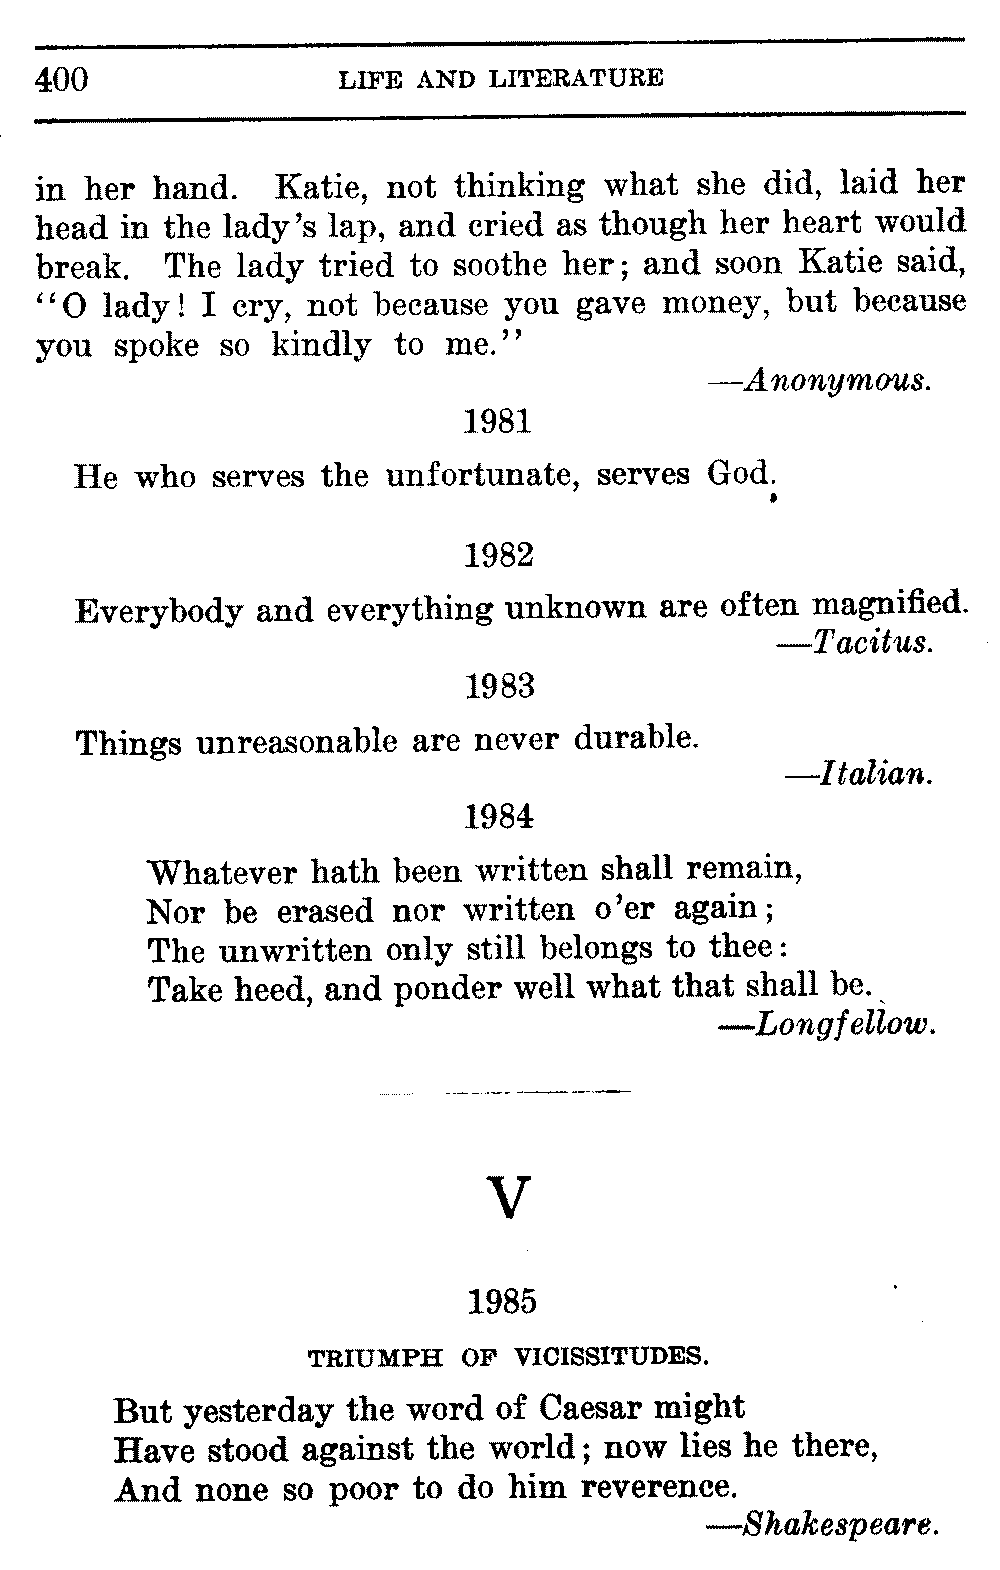 400 LIFE AND LITERATURE
in her hand. Katie, not thinking what she did, laid her
head in the lady's lap, and cried as though her heart would
break. The lady tried to soothe her; and soon Katie said,
"O lady! I cry, not because you gave money, but because
you spoke so kindly to me."
—Anonymous.
1981
He who serves the unfortunate, serves God.
1982
Everybody and everything unknown are often magnified.
—Tacitus.
1983
Things unreasonable are never durable.
—Italian.
1984
Whatever hath been written shall remain,
Nor be erased nor written o'er again;
The unwritten only still belongs to thee:
Take heed, and ponder well what that shall be.
—Longfellow.
V
1985
TRIUMPH OF VICISSITUDES.
But yesterday the word of Caesar might
Have stood against the world; now lies he there,
And none so poor to do him reverence.
—Shakespeare.